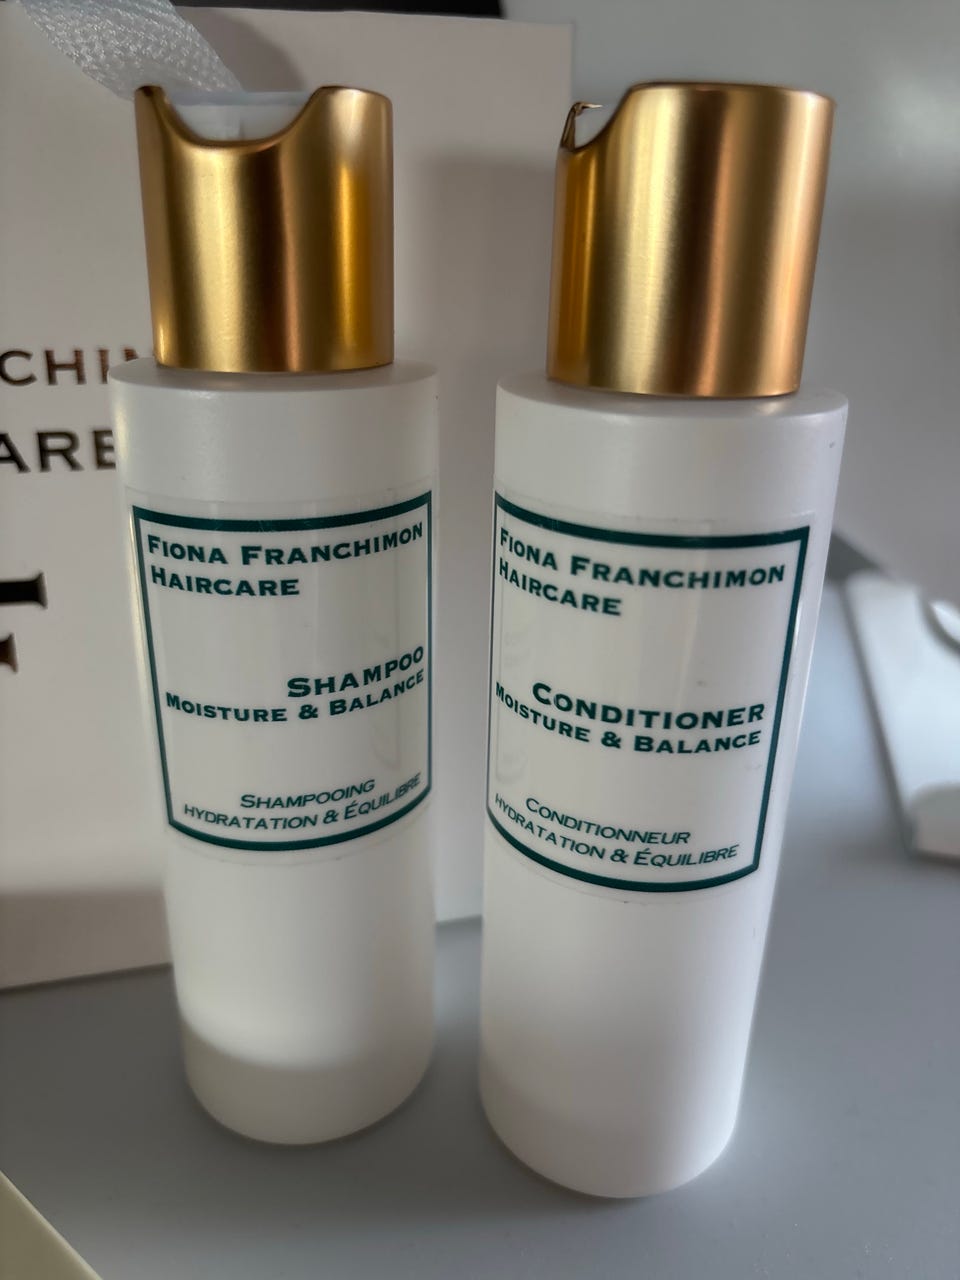 CHIM
ARE
FIONA FRANCHIMON
HAIRCARE
SHAMPOO
MOISTURE & BALANCE
SHAMPOOING
HYDRATATION & ÉQUILIBRE
FIONA FRANCHIMON
HAIRCARE
CONDITIONER
MOISTURE & BALANCE
CONDITIONNEUR
HYDRATATION & ÉQUILIBRE